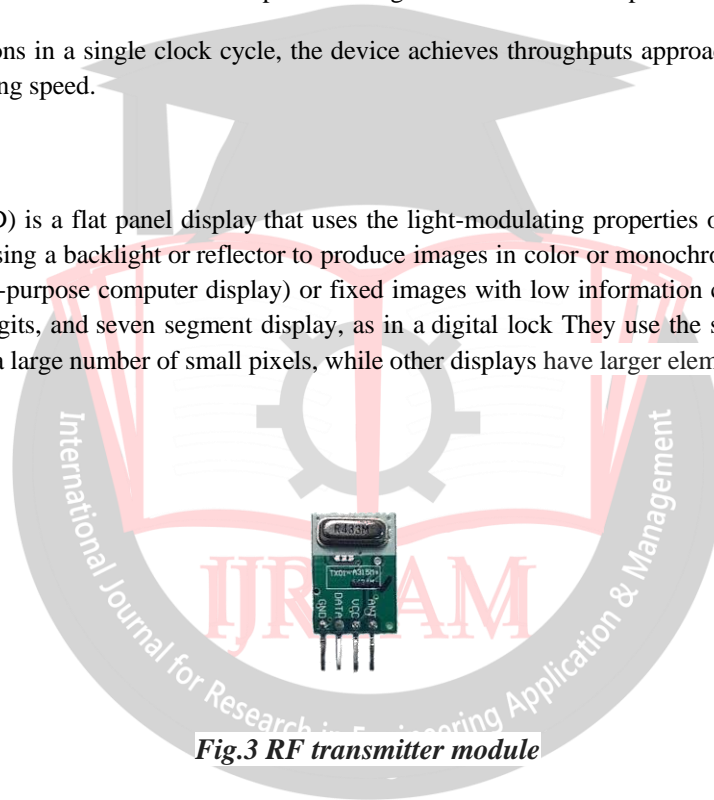 ons in a single clock cycle, the device achieves throughputs approac
ng speed.
D) is a flat panel display that uses the light-modulating properties o
sing a backlight or reflector to produce images in color or monochro
-purpose computer display) or fixed images with low information c
gits, and seven segment display, as in a digital lock They use the s
a large number of small pixels, while other displays have larger elem
International Journal for Research in Engineering Application & Management
R433M
GND DATA VCC ANT
Fig.3 RF transmitter module